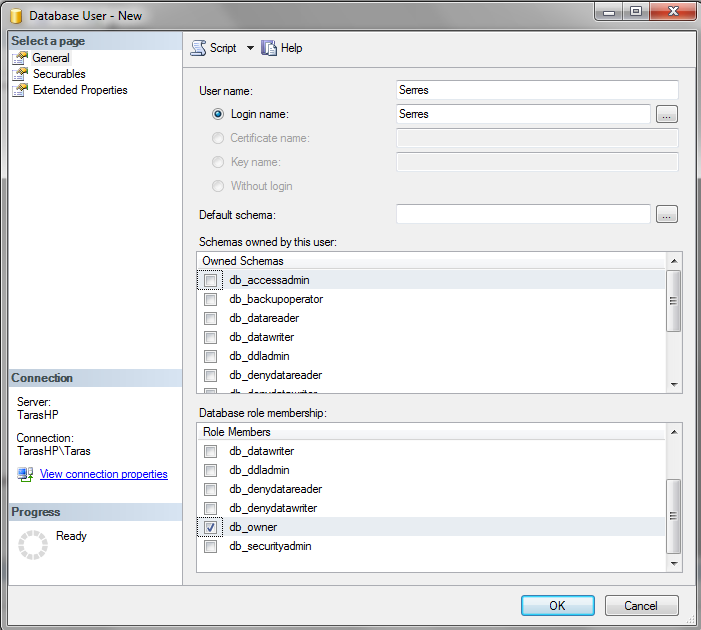 Database User - New
Select a page
General
Securables
Extended Properties
Script
Help
User name:
Serres
Login name:
Serres
...
Certificate name:
Key name:
Without login
Default schema:
...
Schemas owned by this user:
Owned Schemas
db_accessadmin
db_backupoperator
db_datareader
db_datawriter
db_ddladmin
db_denydatareader
db_denydatawriter
Database role membership:
Role Members
db_datawriter
db_ddladmin
db_denydatareader
db_denydatawriter
db_owner
db_securityadmin
Connection
Server:
TarasHP
Connection:
TarasHP\Taras
View connection properties
Progress
Ready
OK
Cancel